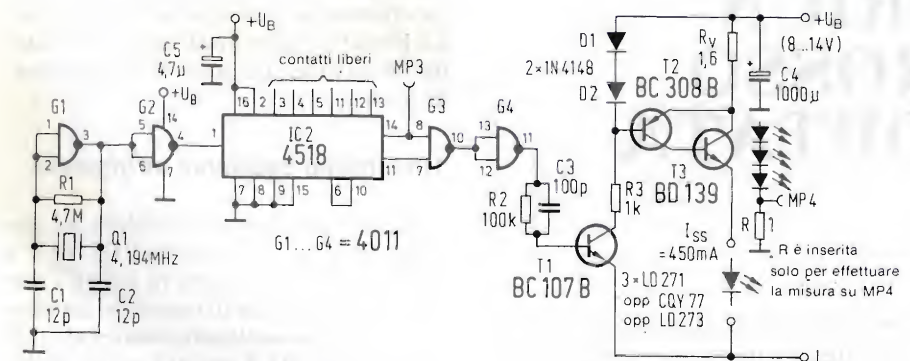 +UB
C5
4,7µ
+
contatti liberi
MP3
G1
1
2
3
G2
+UB
5
6
14
4
7
1
16
2
3
4
5
11
12
13
IC2
4518
14
11
7
8
9
15
6
10
G3
8
7
10
G4
13
12
11
R1
4,7M
Q1
4,194MHz
C1
12p
C2
12p
G1...G4 = 4011
R2
100k
C3
100p
T1
BC 107 B
D1
2×1N4148
D2
R3
1k
T2
BC 308 B
T3
BD 139
RV
1,6
+UB
(8...14V)
+
C4
1000µ
MP4
R
1
ISS
=450mA
3×LD271
opp CQY 77
opp LD273
R è inserita
solo per effettuare
la misura su MP4